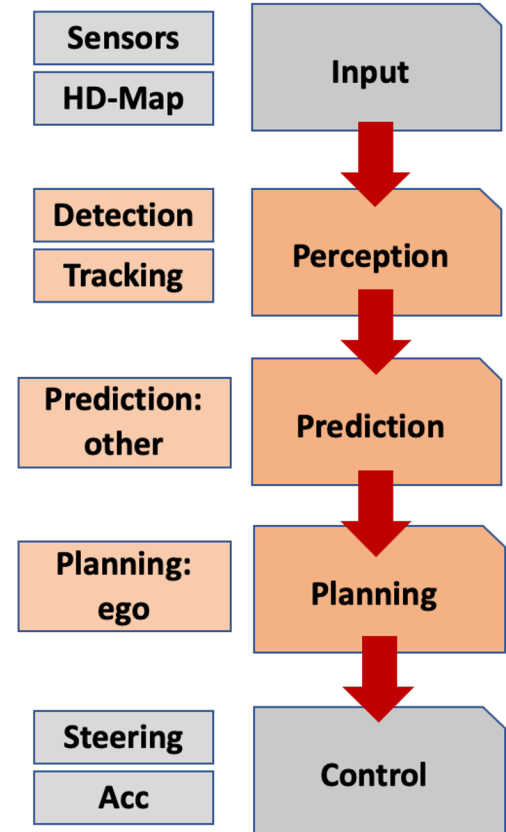 Sensors
HD-Map
Input
Detection
Tracking
Perception
Prediction:
other
Prediction
Planning:
ego
Planning
Steering
Acc
Control